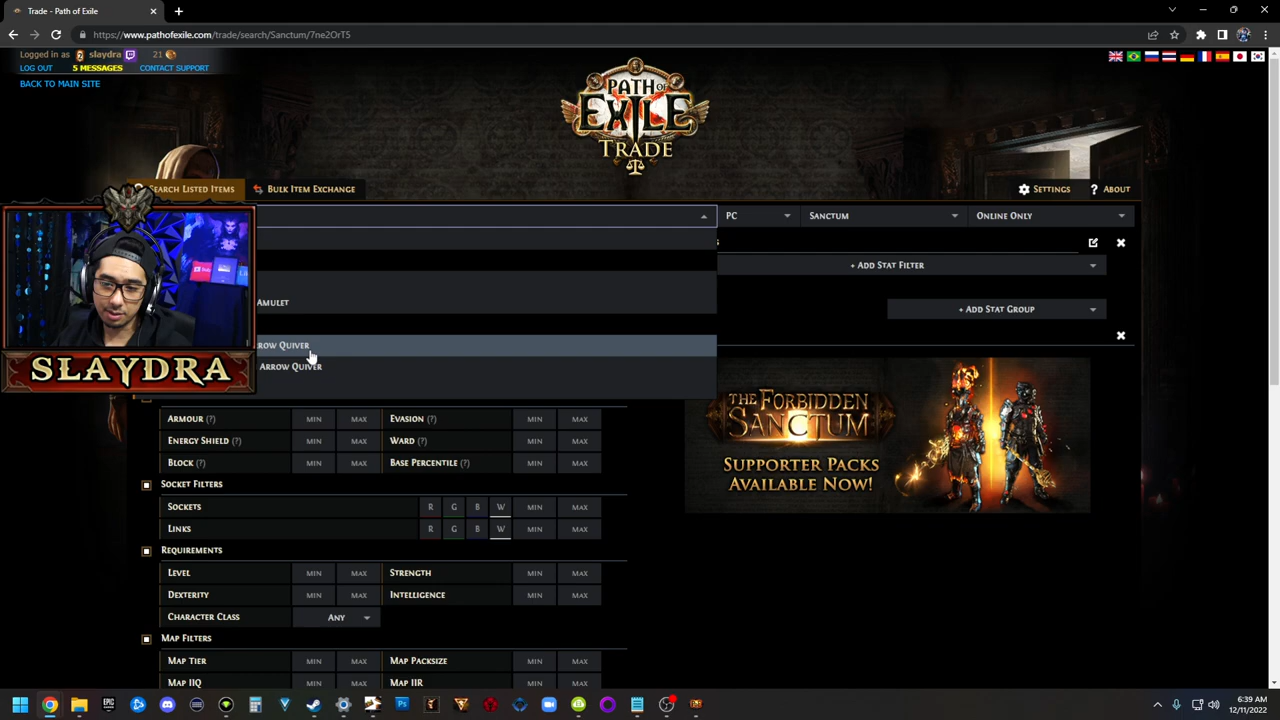 Trade - Path of Exile
https://www.pathofexile.com/trade/search/Sanctum/7ne2OrT5
Logged in as slaydra 21
LOG OUT 5 MESSAGES CONTACT SUPPORT
BACK TO MAIN SITE
PATH OF
EXILE
TRADE
SEARCH LISTED ITEMS BULK ITEM EXCHANGE SETTINGS ? ABOUT
PC SANCTUM ONLINE ONLY
+ ADD STAT FILTER
AMULET
+ ADD STAT GROUP
ARROW QUIVER
ARROW QUIVER
SLAYDRA
ARMOUR (?) MIN MAX EVASION (?) MIN MAX
ENERGY SHIELD (?) MIN MAX WARD (?) MIN MAX
BLOCK (?) MIN MAX BASE PERCENTILE (?) MIN MAX
SOCKET FILTERS
SOCKETS R G B W MIN MAX
LINKS R G B W MIN MAX
REQUIREMENTS
LEVEL MIN MAX STRENGTH MIN MAX
DEXTERITY MIN MAX INTELLIGENCE MIN MAX
CHARACTER CLASS ANY
MAP FILTERS
MAP TIER MIN MAX MAP PACKSIZE MIN MAX
MAP IIQ MIN MAX MAP IIR MIN MAX
THE FORBIDDEN
SANCTUM
SUPPORTER PACKS
AVAILABLE NOW!
6:39 AM
12/11/2022